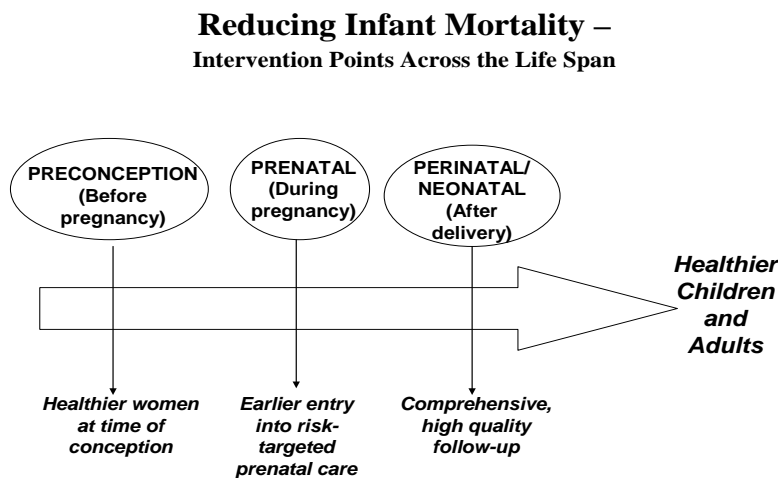 Reducing Infant Mortality –
Intervention Points Across the Life Span
PRECONCEPTION
(Before
pregnancy)
PRENATAL
(During
pregnancy)
PERINATAL/
NEONATAL
(After
delivery)
Healthier
Children
and
Adults
Healthier women
at time of
conception
Earlier entry
into risk-
targeted
prenatal care
Comprehensive,
high quality
follow-up